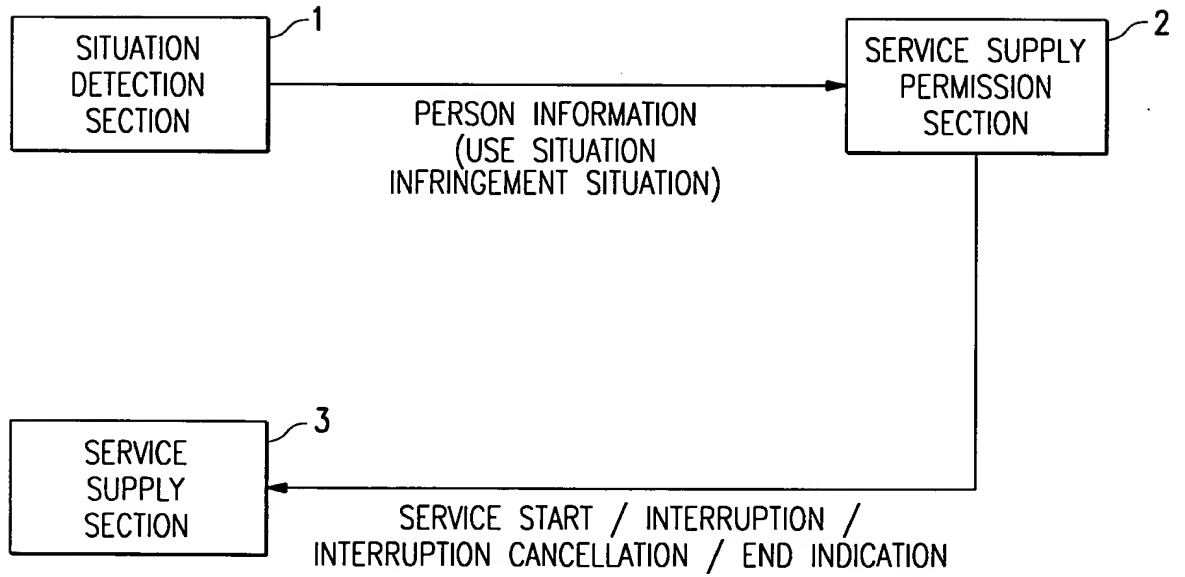 1
SITUATION
DETECTION
SECTION
2
SERVICE SUPPLY
PERMISSION
SECTION
PERSON INFORMATION
(USE SITUATION
INFRINGEMENT SITUATION)
3
SERVICE
SUPPLY
SECTION
SERVICE START / INTERRUPTION /
INTERRUPTION CANCELLATION / END INDICATION